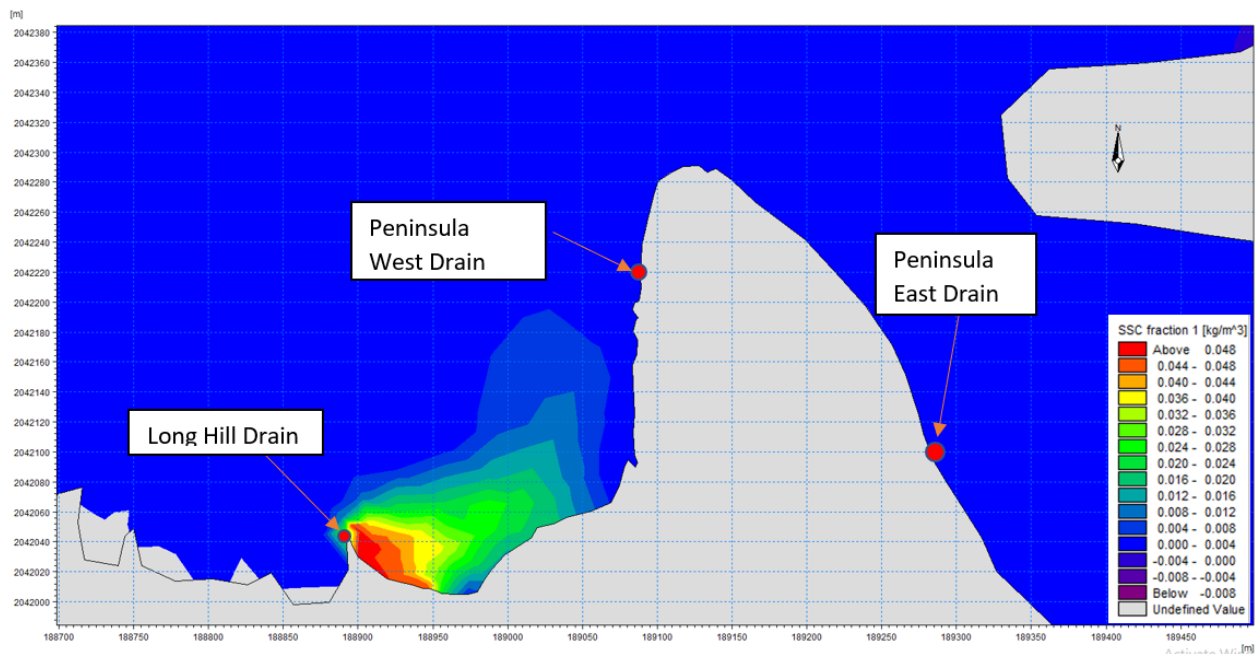 [m]
2042380
2042360
2042340
2042320
2042300
2042280
2042260
2042240
2042220
2042200
2042180
2042160
2042140
2042120
2042100
2042080
2042060
2042040
2042020
2042000
N
Peninsula
West Drain
Peninsula
East Drain
Long Hill Drain
SSC fraction 1 [kg/m^3]
Above 0.048
0.044 - 0.048
0.040 - 0.044
0.036 - 0.040
0.032 - 0.036
0.028 - 0.032
0.024 - 0.028
0.020 - 0.024
0.016 - 0.020
0.012 - 0.016
0.008 - 0.012
0.004 - 0.008
0.000 - 0.004
-0.004 - 0.000
-0.008 - -0.004
Below -0.008
Undefined Value
188700 188750 188800 188850 188900 188950 189000 189050 189100 189150 189200 189250 189300 189350 189400 189450
[m]